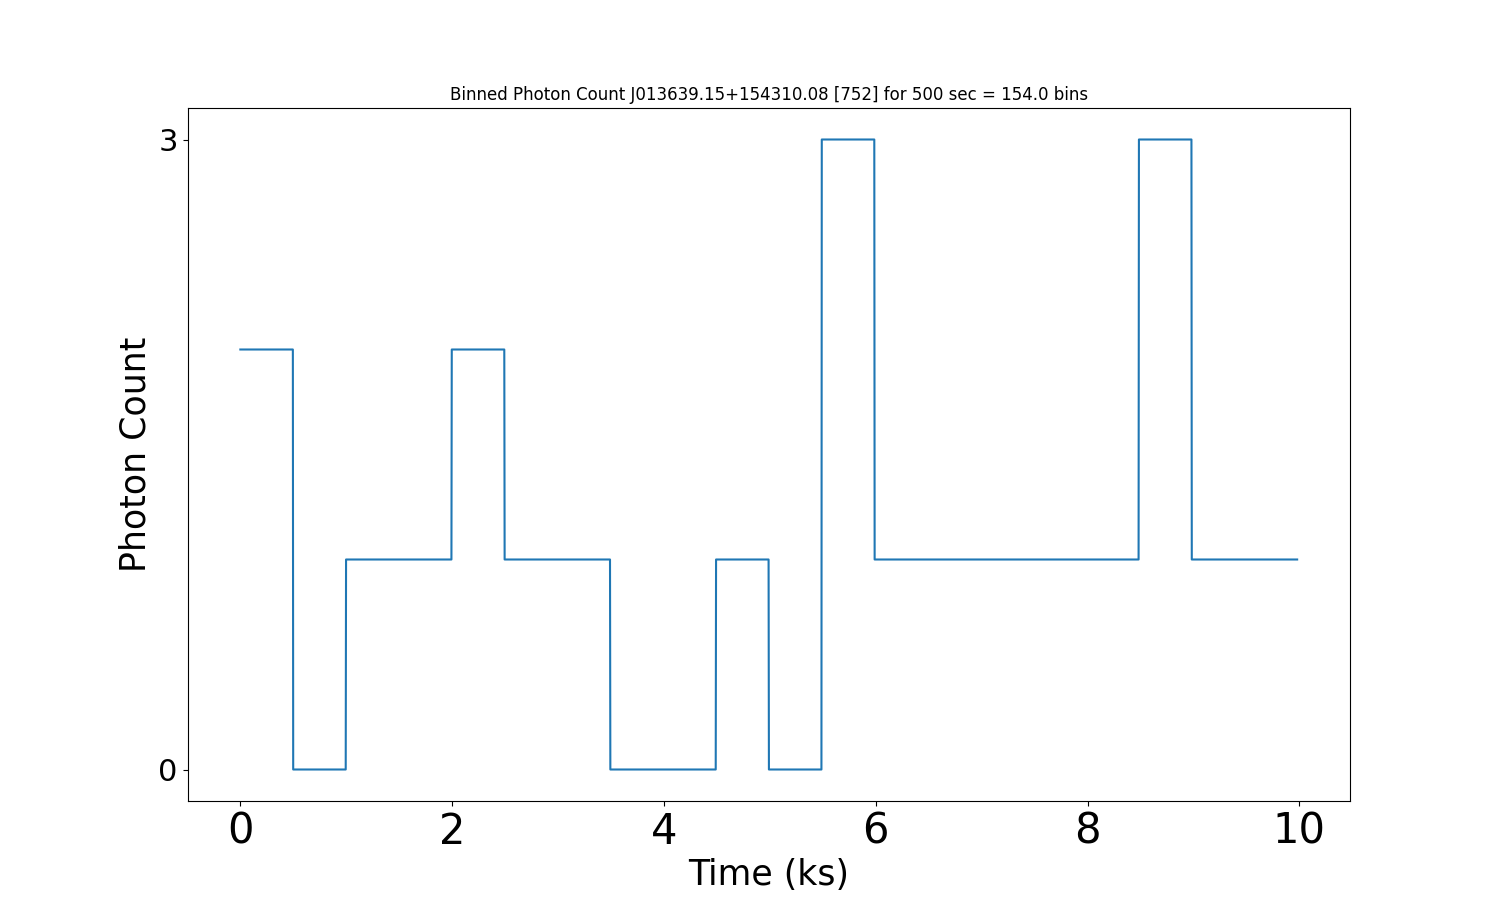 Binned Photon Count J013639.15+154310.08 [752] for 500 sec = 154.0 bins
3
Photon Count
0
0 2 4 6 8 10
Time (ks)